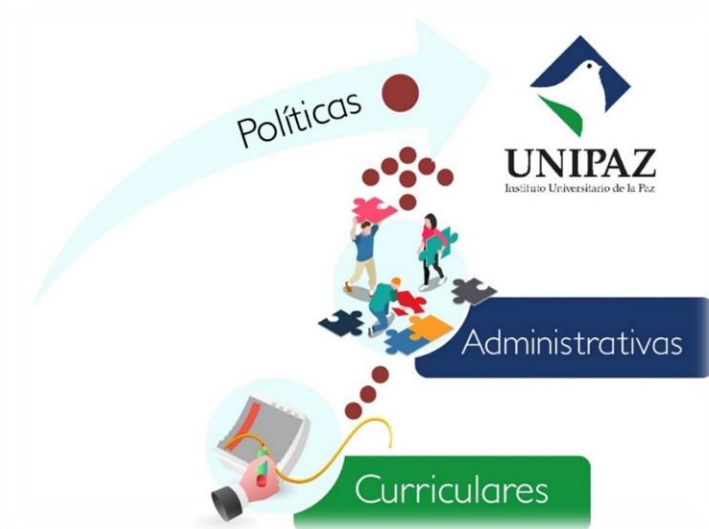 Políticas
UNIPAZ
Instituto Universitario de la Paz
Administrativas
Curriculares